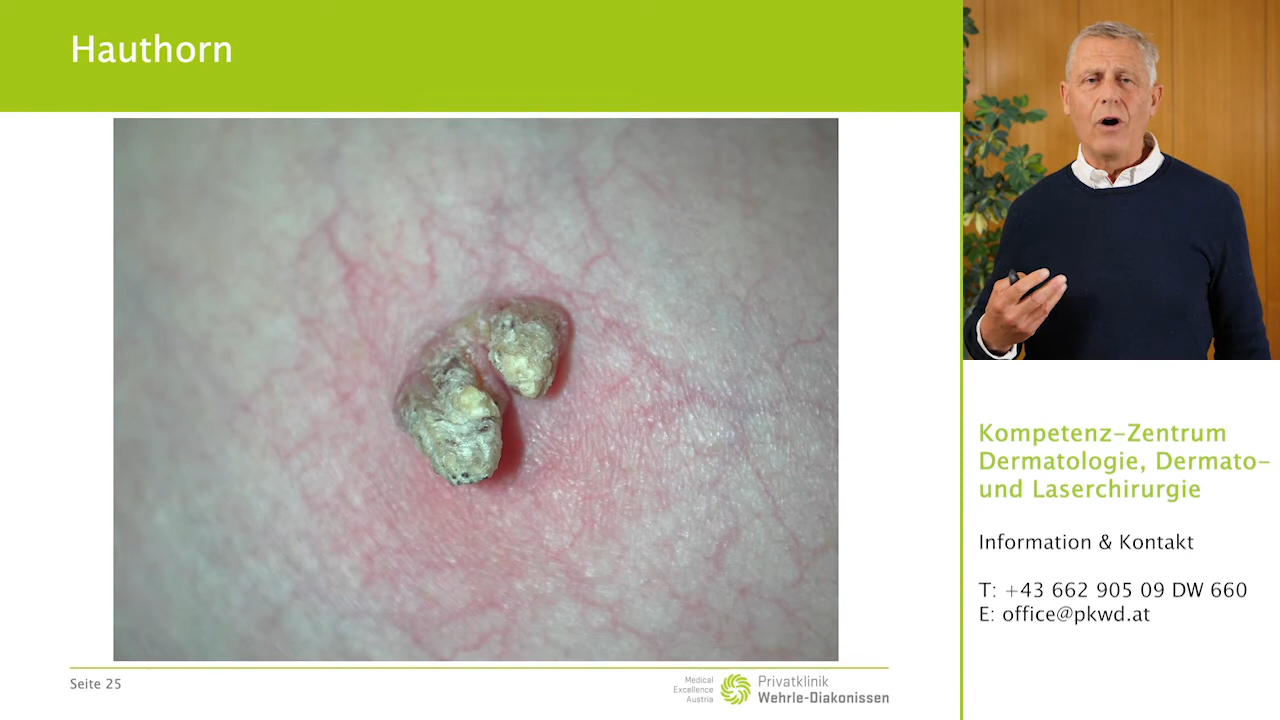 Hauthorn
Seite 25
Medical
Excellence
Austria
Privatklinik
Wehrle-Diakonissen
Kompetenz-Zentrum
Dermatologie, Dermato-
und Laserchirurgie
Information & Kontakt
T: +43 662 905 09 DW 660
E: office@pkwd.at